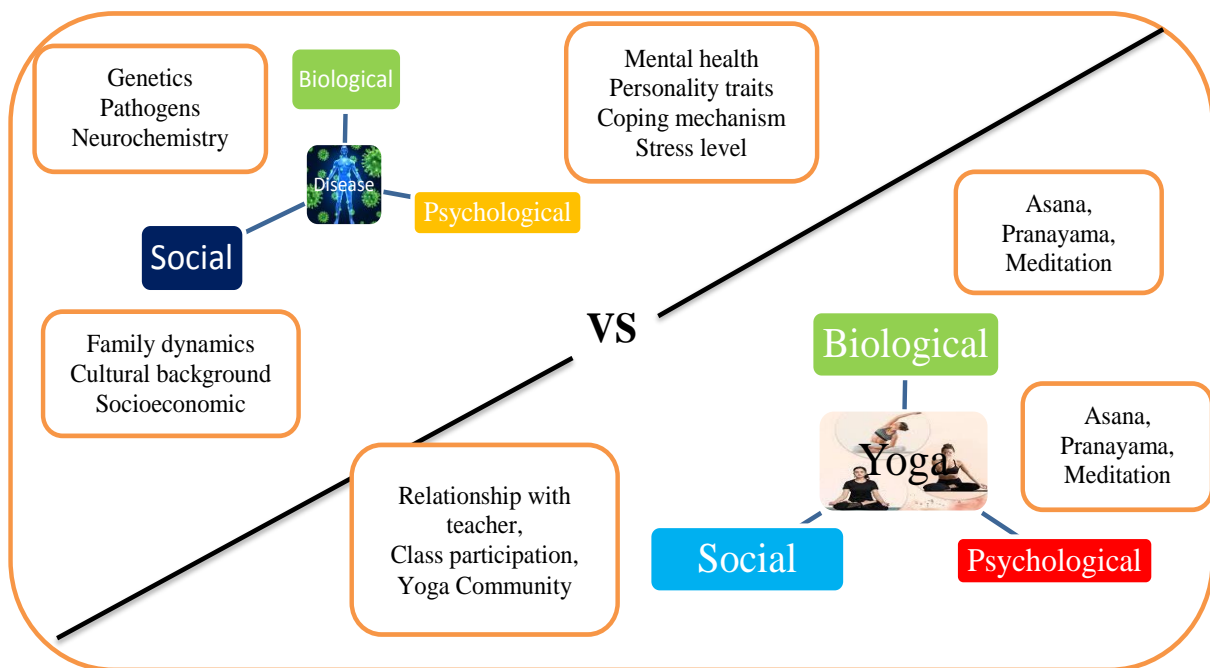 Genetics
Pathogens
Neurochemistry
Biological
Disease
Psychological
Social
Mental health
Personality traits
Coping mechanism
Stress level
Family dynamics
Cultural background
Socioeconomic
VS
Asana,
Pranayama,
Meditation
Biological
Yoga
Asana,
Pranayama,
Meditation
Social
Psychological
Relationship with
teacher,
Class participation,
Yoga Community